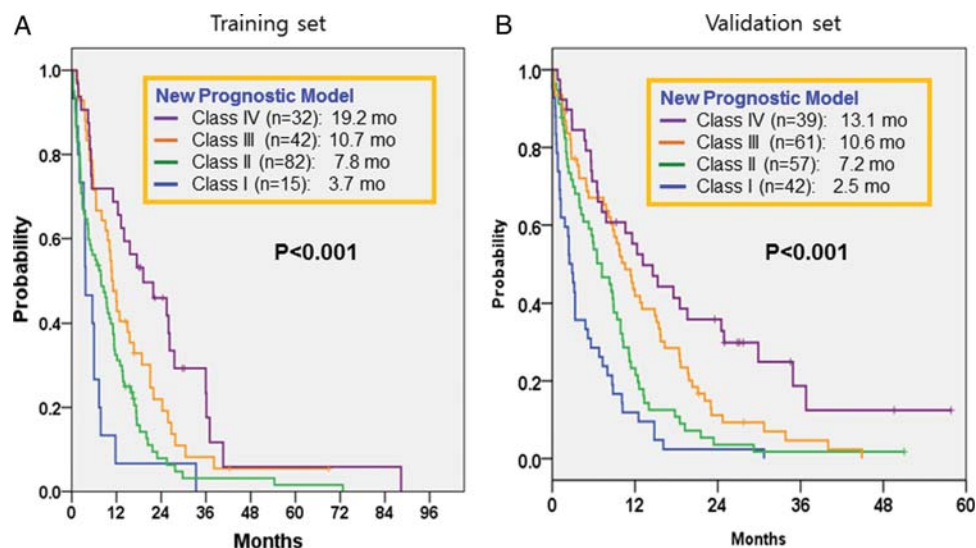 A
Training set
1.0
0.8
0.6
0.4
0.2
0.0
Probability
New Prognostic Model
Class IV (n=32): 19.2 mo
Class III (n=42): 10.7 mo
Class II (n=82): 7.8 mo
Class I (n=15): 3.7 mo
P<0.001
0 12 24 36 48 60 72 84 96
Months
B
Validation set
1.0
0.8
0.6
0.4
0.2
0.0
Probability
New Prognostic Model
Class IV (n=39): 13.1 mo
Class III (n=61): 10.6 mo
Class II (n=57): 7.2 mo
Class I (n=42): 2.5 mo
P<0.001
0 12 24 36 48 60
Months